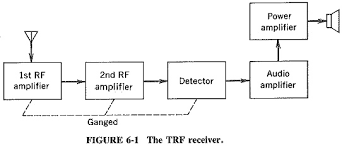 Power
amplifier
1st RF
amplifier
2nd RF
amplifier
Detector
Audio
amplifier
Ganged
FIGURE 6-1 The TRF receiver.